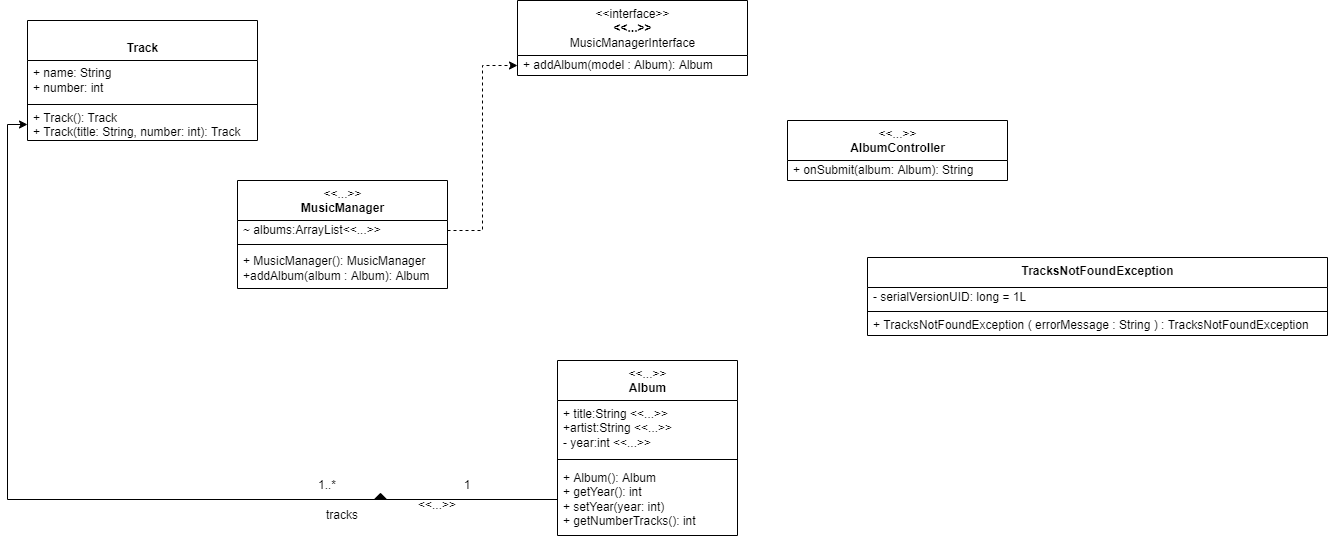 Track
+ name: String
+ number: int
+ Track(): Track
+ Track(title: String, number: int): Track
<<interface>>
<<...>>
MusicManagerInterface
+ addAlbum(model : Album): Album
<<...>>
AlbumController
+ onSubmit(album: Album): String
<<...>>
MusicManager
~ albums:ArrayList<<...>>
+ MusicManager(): MusicManager
+addAlbum(album : Album): Album
TracksNotFoundException
- serialVersionUID: long = 1L
+ TracksNotFoundException ( errorMessage : String ) : TracksNotFoundException
<<...>>
Album
+ title:String <<...>>
+artist:String <<...>>
- year:int <<...>>
+ Album(): Album
+ getYear(): int
+ setYear(year: int)
+ getNumberTracks(): int
1..*
1
<<...>>
tracks